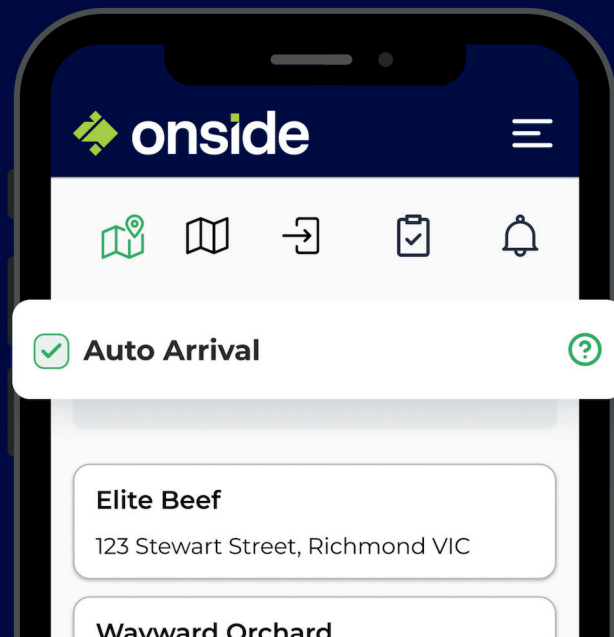 onside
Auto Arrival
?
Elite Beef
123 Stewart Street, Richmond VIC
Wayward Orchard